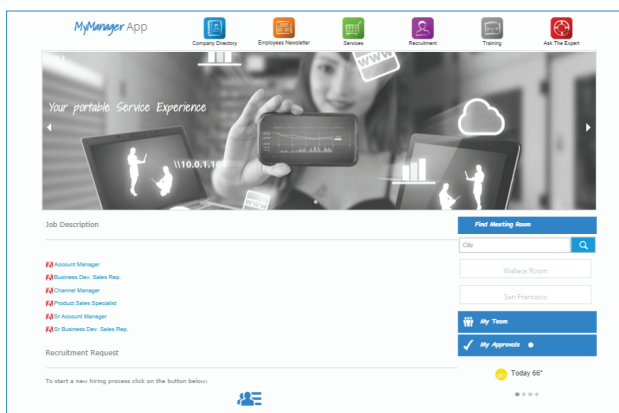 MyManager App
Company Directory
Employees Newsletter
Services
Recruitment
Training
Ask The Expert
WWW
Your portable Service Experience
\\10.0.1.10
WWW
Job Description
Account Manager
Business Dev. Sales Rep.
Channel Manager
Product Sales Specialist
Sr Account Manager
Sr Business Dev. Sales Rep.
Recruitment Request
To start a new hiring process click on the button below:
Find Meeting Room
City
Wallace Room
San Francisco
My Team
My Approvals
Today 66°